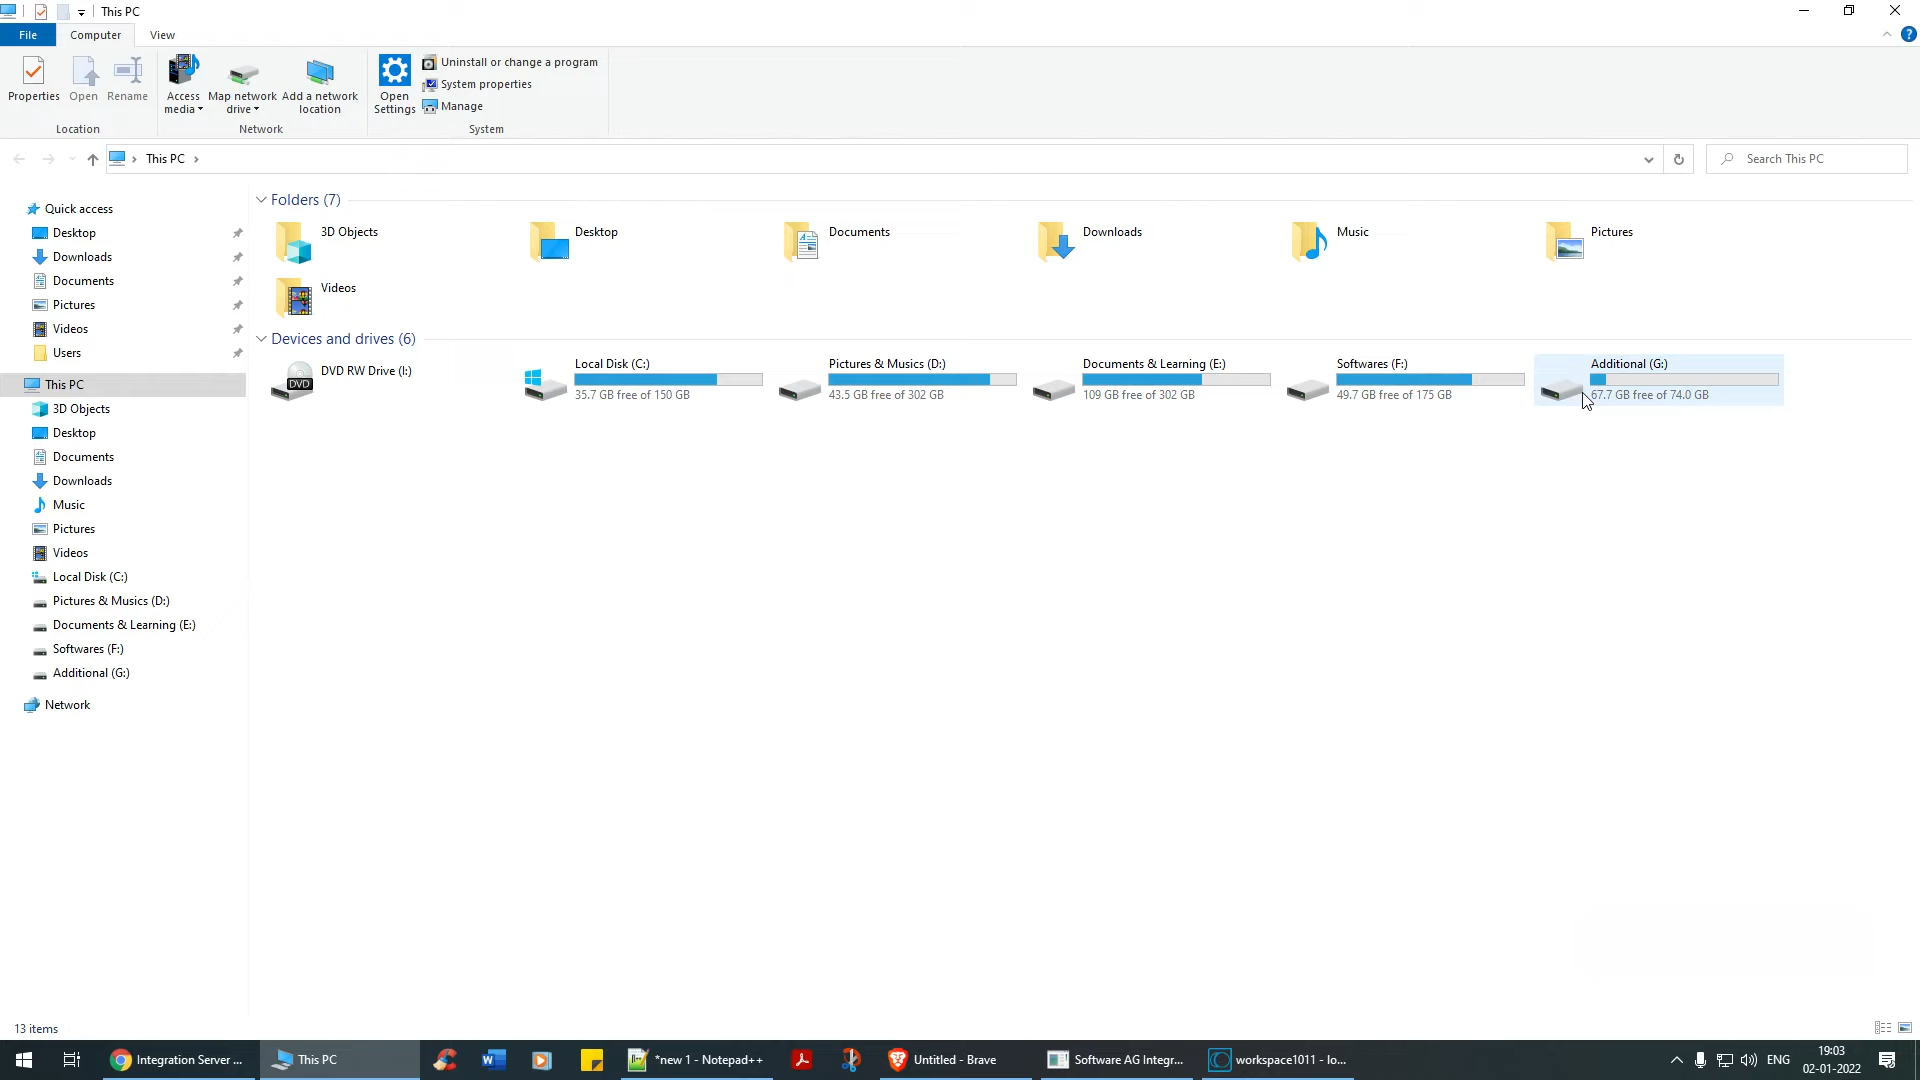 This PC
File
Computer
View
Properties
Open
Rename
Access media
Map network drive
Add a network location
Open Settings
Uninstall or change a program
System properties
Manage
Location
Network
System
This PC
Search This PC
Quick access
Desktop
Downloads
Documents
Pictures
Videos
Users
This PC
3D Objects
Desktop
Documents
Downloads
Music
Pictures
Videos
Local Disk (C:)
Pictures & Musics (D:)
Documents & Learning (E:)
Softwares (F:)
Additional (G:)
Network
Folders (7)
3D Objects
Desktop
Documents
Downloads
Music
Pictures
Videos
Devices and drives (6)
DVD
DVD RW Drive (I:)
Local Disk (C:)
35.7 GB free of 150 GB
Pictures & Musics (D:)
43.5 GB free of 302 GB
Documents & Learning (E:)
109 GB free of 302 GB
Softwares (F:)
49.7 GB free of 175 GB
Additional (G:)
67.7 GB free of 74.0 GB
13 items
Integration Server ...
This PC
*new 1 - Notepad++
Untitled - Brave
Software AG Integr...
workspace1011 - lo...
ENG
19:03
02-01-2022